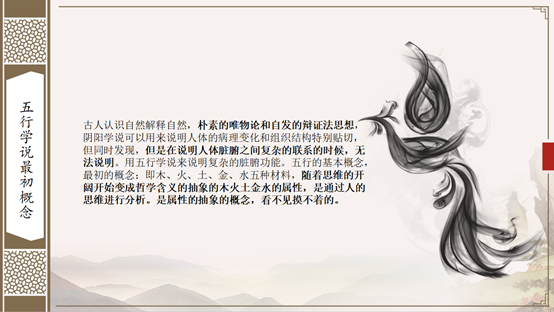 五行学说最初概念
古人认识自然解释自然，朴素的唯物论和自发的辩证法思想，
阴阳学说可以用来说明人体的病理变化和组织结构特别贴切，
但同时发现，但是在说明人体脏腑之间复杂的联系的时候，无
法说明。用五行学说来说明复杂的脏腑功能。五行的基本概念，
最初的概念：即木、火、土、金、水五种材料，随着思维的开
阔开始变成哲学含义的抽象的木火土金水的属性，是通过人的
思维进行分析。是属性的抽象的概念，看不见摸不着的。